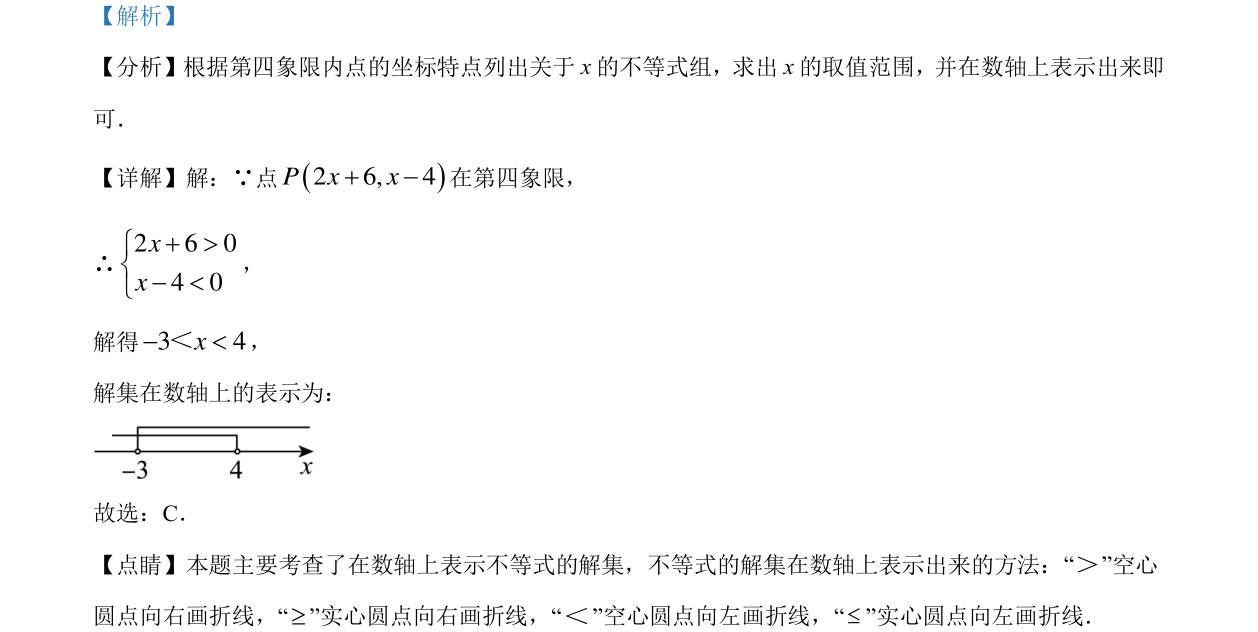 【解析】
【分析】根据第四象限内点的坐标特点列出关于 x 的不等式组，求出 x 的取值范围，并在数轴上表示出来即
可．
【详解】解：∵点 P(2x+6, x−4) 在第四象限，
∴ {2x+6>0
x−4<0 ，
解得 −3＜x<4，
解集在数轴上的表示为：
−3 4 x
故选：C．
【点睛】本题主要考查了在数轴上表示不等式的解集，不等式的解集在数轴上表示出来的方法：“＞”空心
圆点向右画折线，“≥”实心圆点向右画折线，“＜”空心圆点向左画折线，“≤”实心圆点向左画折线．